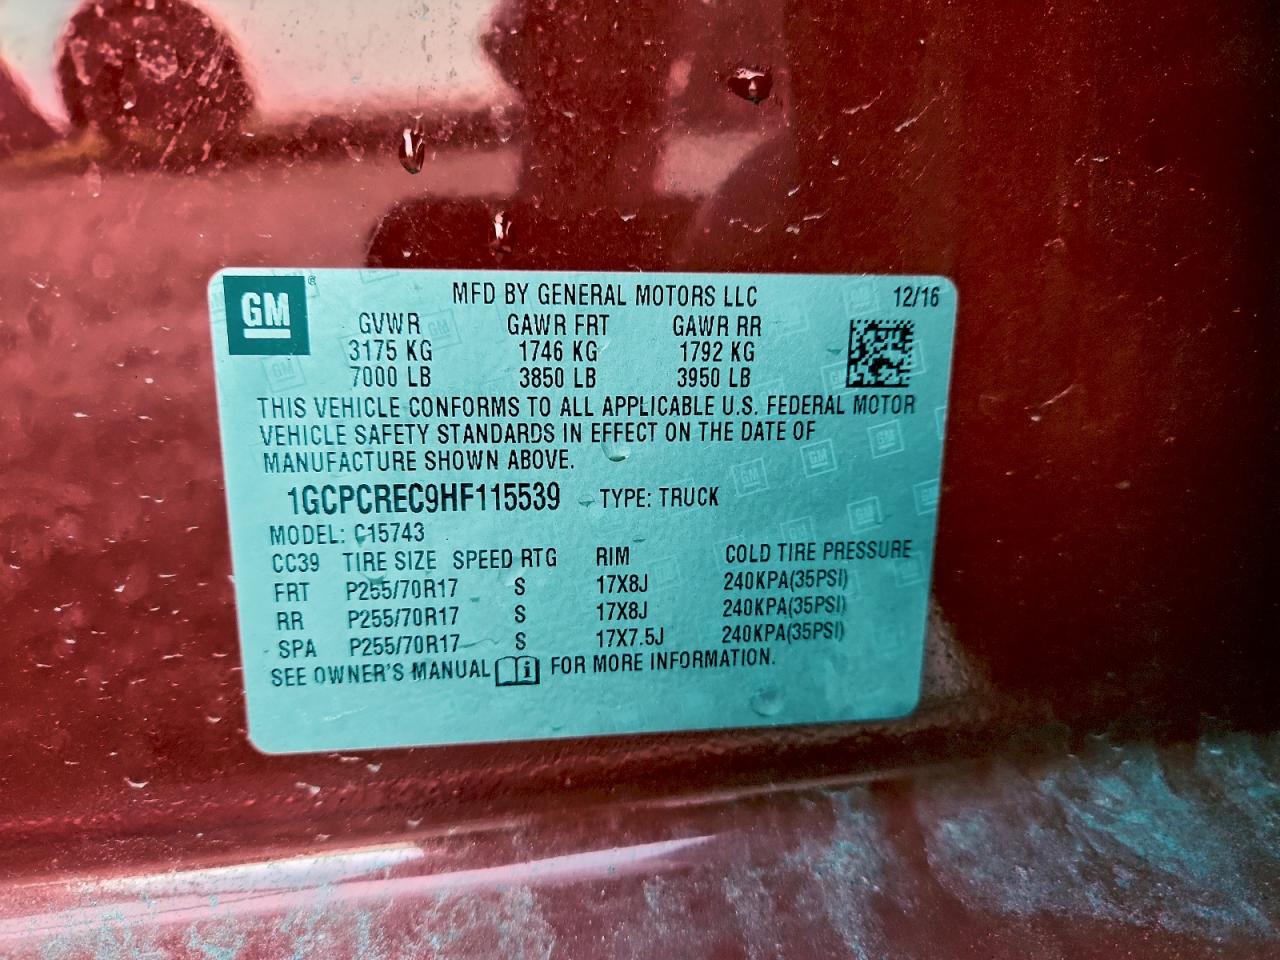 GM ®
MFD BY GENERAL MOTORS LLC 12/16
GVWR GAWR FRT GAWR RR
3175 KG 1746 KG 1792 KG
7000 LB 3850 LB 3950 LB
THIS VEHICLE CONFORMS TO ALL APPLICABLE U.S. FEDERAL MOTOR
VEHICLE SAFETY STANDARDS IN EFFECT ON THE DATE OF
MANUFACTURE SHOWN ABOVE.
1GCPCREC9HF115539 TYPE: TRUCK
MODEL: C15743
CC39 TIRE SIZE SPEED RTG RIM COLD TIRE PRESSURE
FRT P255/70R17 S 17X8J 240KPA(35PSI)
RR P255/70R17 S 17X8J 240KPA(35PSI)
SPA P255/70R17 S 17X7.5J 240KPA(35PSI)
SEE OWNER'S MANUAL i FOR MORE INFORMATION.